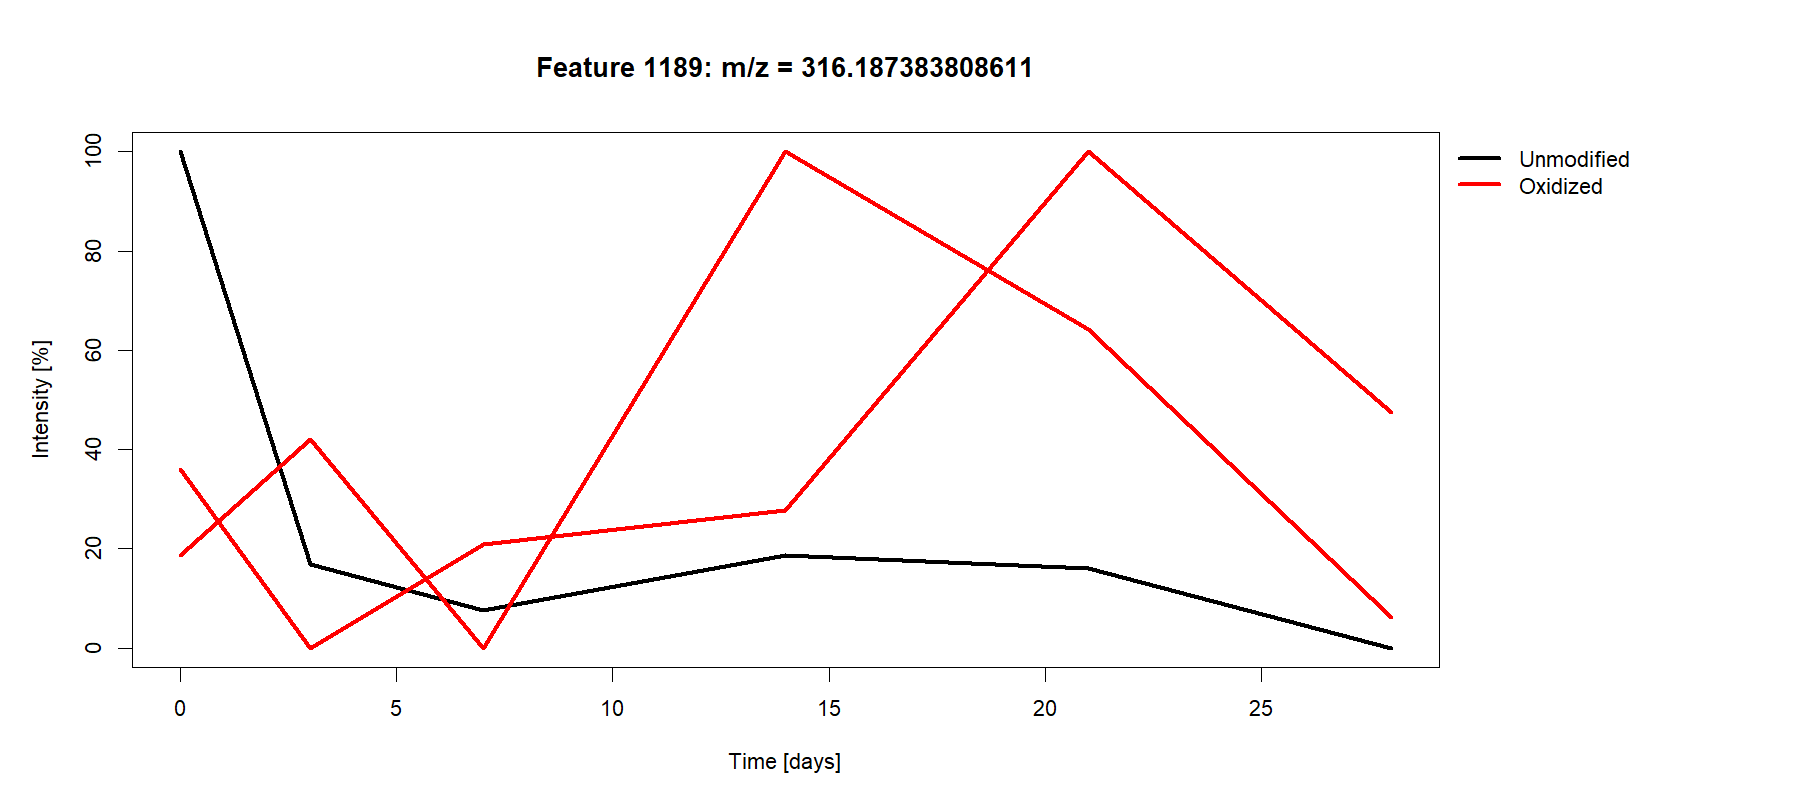 Feature 1189: m/z = 316.187383808611
Unmodified
Oxidized
Intensity [%]
100
80
60
40
20
0
0 5 10 15 20 25
Time [days]